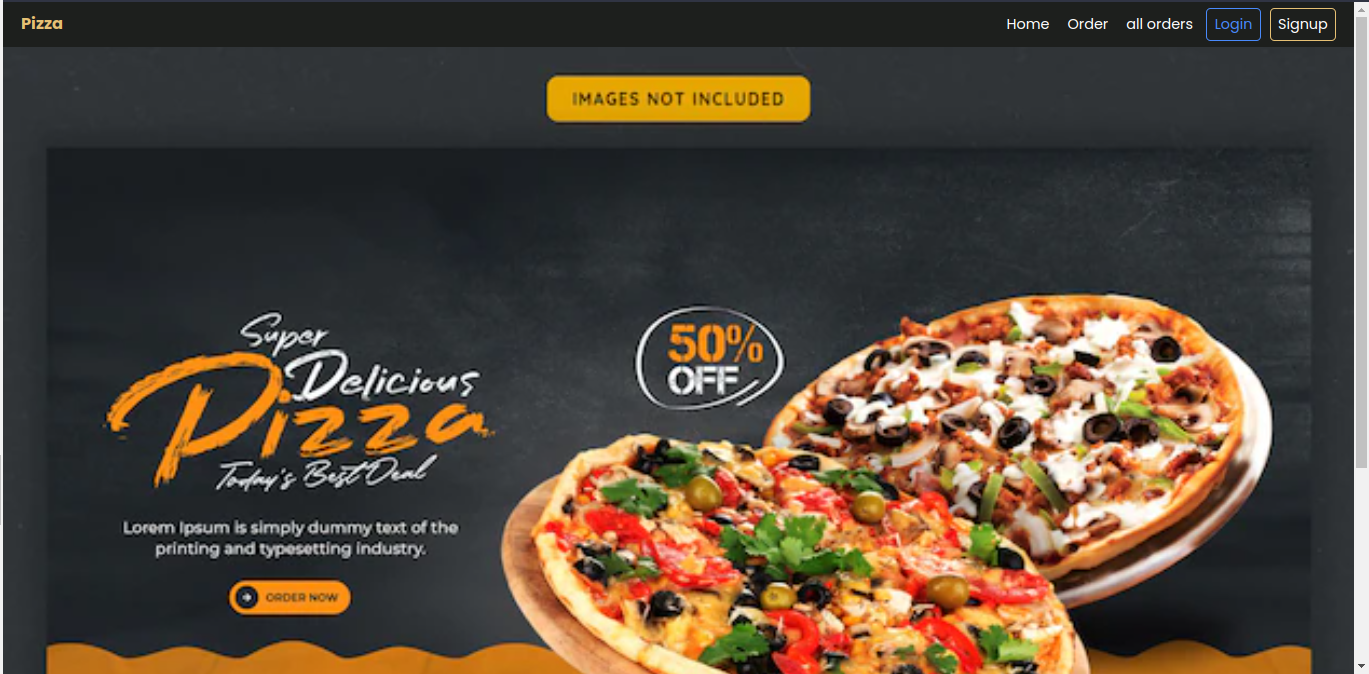 Pizza
Home Order all orders Login Signup
IMAGES NOT INCLUDED
Super
Delicious
Pizza
Today's Best Deal
50%
OFF
Lorem Ipsum is simply dummy text of the
printing and typesetting industry.
ORDER NOW